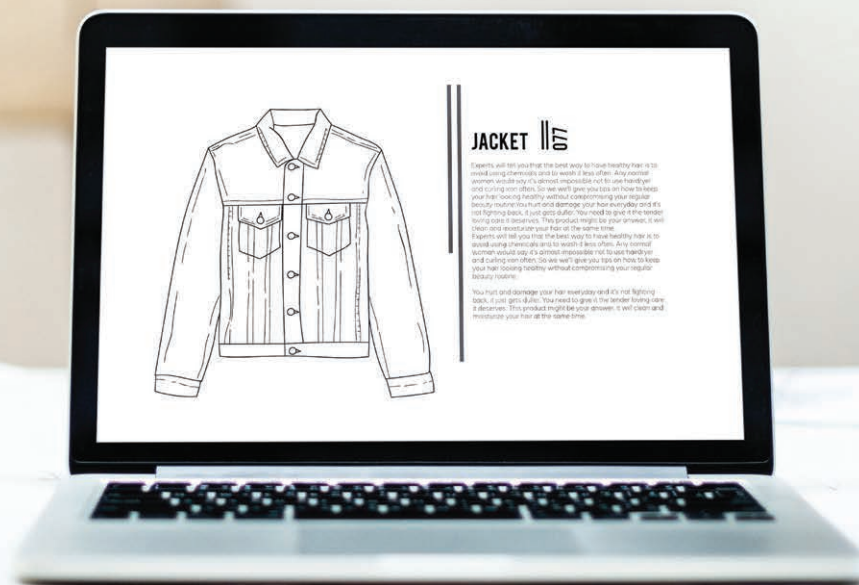 JACKET 077
Experts will tell you that the best way to have healthy hair is to
avoid using chemicals and to wash it less often. Any normal
women would say it's almost impossible not to use hairdryer
and curling iron often. So we we'll give you tips on how to keep
your hair looking healthy without compromising your regular
beauty routine.You hurt and damage your hair everyday and it's
not fighting back, it just gets duller. You need to give it the tender
loving care it deserves. This product might be your answer, it will
clean and moisturize your hair at the same time.
Experts will tell you that the best way to have healthy hair is to
avoid using chemicals and to wash it less often. Any normal
women would say it's almost impossible not to use hairdryer
and curling iron often. So we we'll give you tips on how to keep
your hair looking healthy without compromising your regular
beauty routine.
You hurt and damage your hair everyday and it's not fighting
back, it just gets duller. You need to give it the tender loving care
it deserves. This product might be your answer, it will clean and
moisturize your hair at the same time.